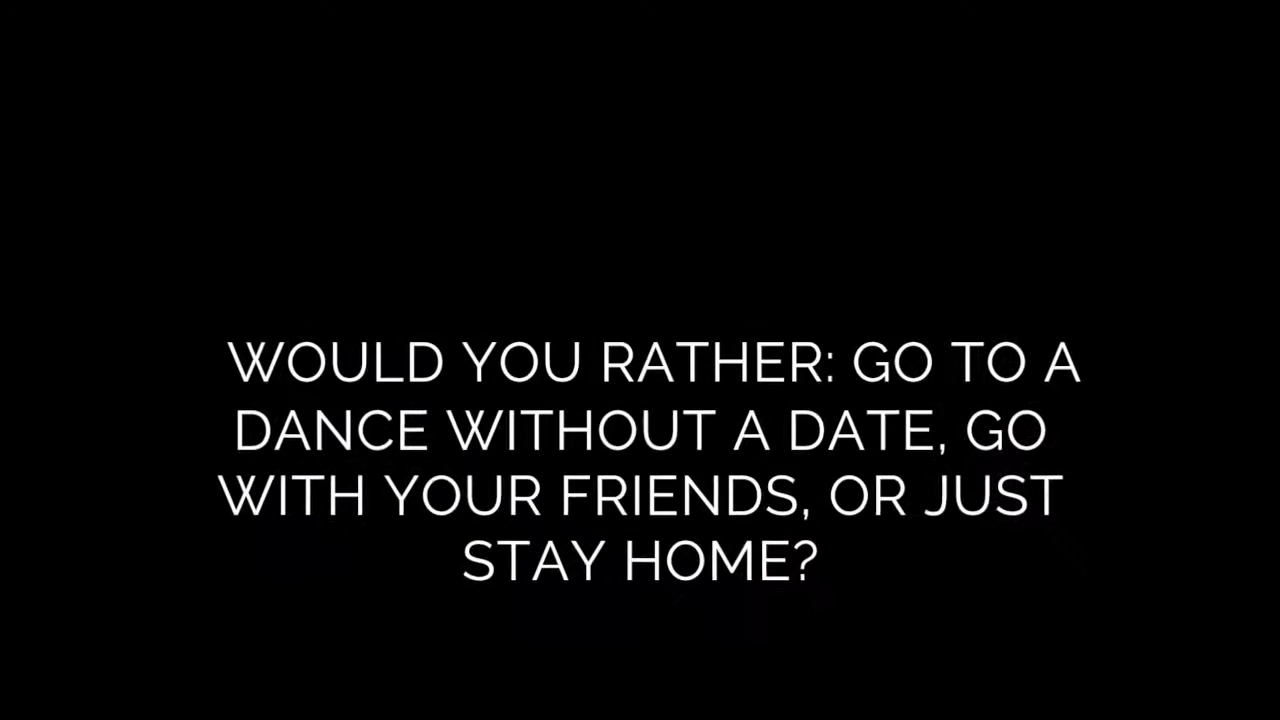 WOULD YOU RATHER: GO TO A
DANCE WITHOUT A DATE, GO
WITH YOUR FRIENDS, OR JUST
STAY HOME?